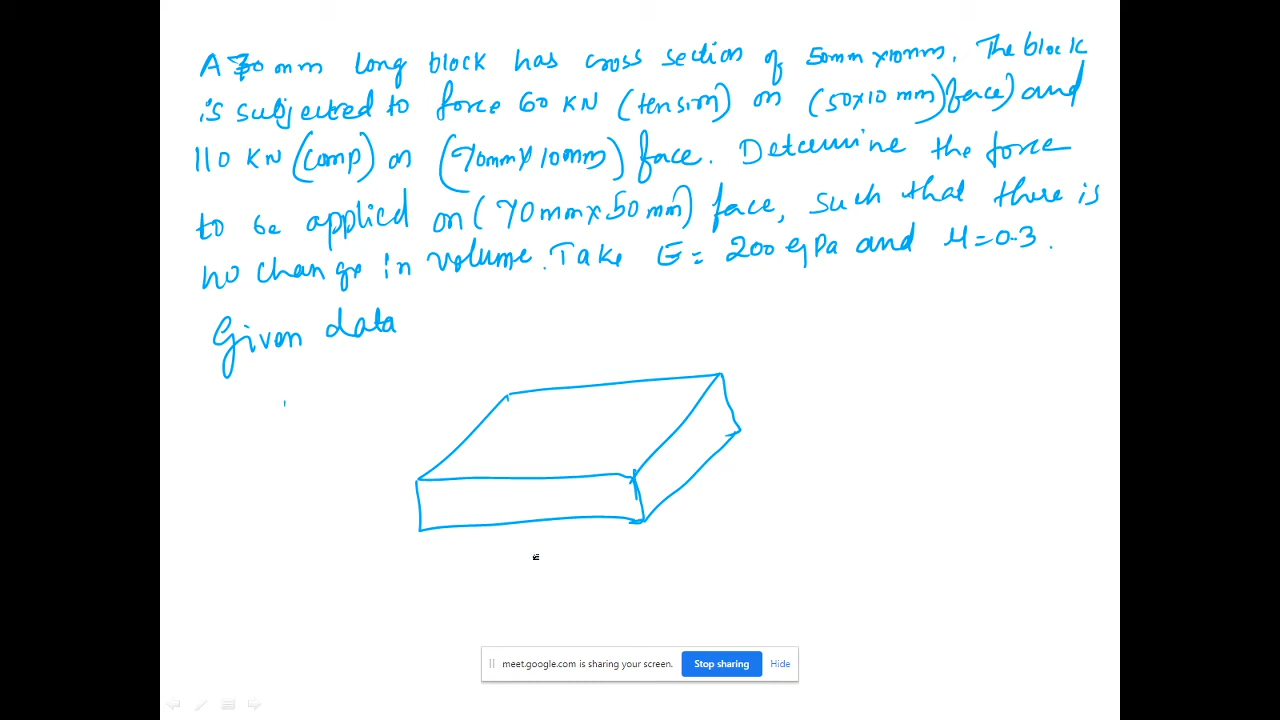 A 70 mm long block has cross section of 50mm x 10mm. The block
is subjected to force 60 KN (tension) on (50x10 mm) face) and
110 KN (comp) on (70mm x 10mm) face. Determine the force
to be applied on (70mm x 50mm) face, such that there is
no change in volume. Take E = 200 GPa and μ = 0.3.
Given data
meet.google.com is sharing your screen. Stop sharing Hide